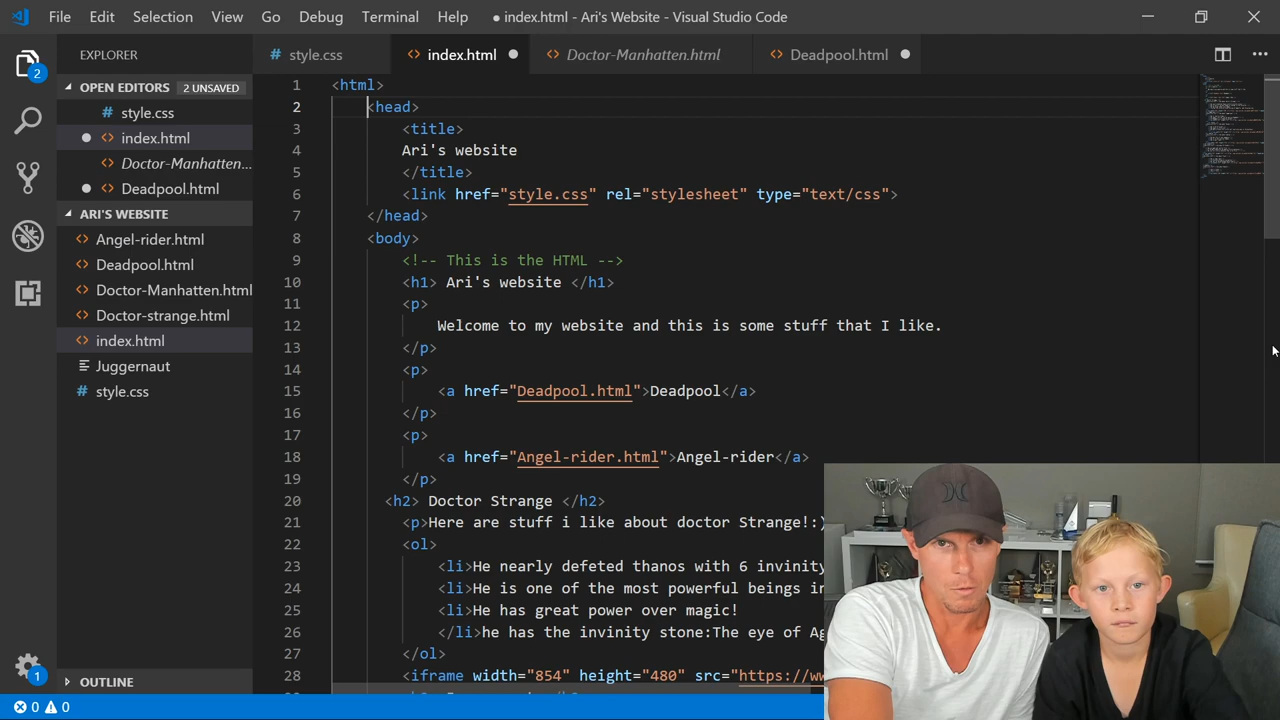 File Edit Selection View Go Debug Terminal Help ● index.html - Ari's Website - Visual Studio Code
EXPLORER
style.css
index.html
Doctor-Manhatten.html
Deadpool.html
2
OPEN EDITORS 2 UNSAVED
style.css
index.html
Doctor-Manhatten...
Deadpool.html
ARI'S WEBSITE
Angel-rider.html
Deadpool.html
Doctor-Manhatten.html
Doctor-strange.html
index.html
Juggernaut
style.css
OUTLINE
1
0 0
1 <html>
2 <head>
3 <title>
4 Ari's website
5 </title>
6 <link href="style.css" rel="stylesheet" type="text/css">
7 </head>
8 <body>
9 <!-- This is the HTML -->
10 <h1> Ari's website </h1>
11 <p>
12 Welcome to my website and this is some stuff that I like.
13 </p>
14 <p>
15 <a href="Deadpool.html">Deadpool</a>
16 </p>
17 <p>
18 <a href="Angel-rider.html">Angel-rider</a>
19 </p>
20 <h2> Doctor Strange </h2>
21 <p>Here are stuff i like about doctor Strange!:)
22 <ol>
23 <li>He nearly defeted thanos with 6 invinity
24 <li>He is one of the most powerful beings in
25 <li>He has great power over magic!
26 </li>he has the invinity stone:The eye of Ag
27 </ol>
28 <iframe width="854" height="480" src="https://ww